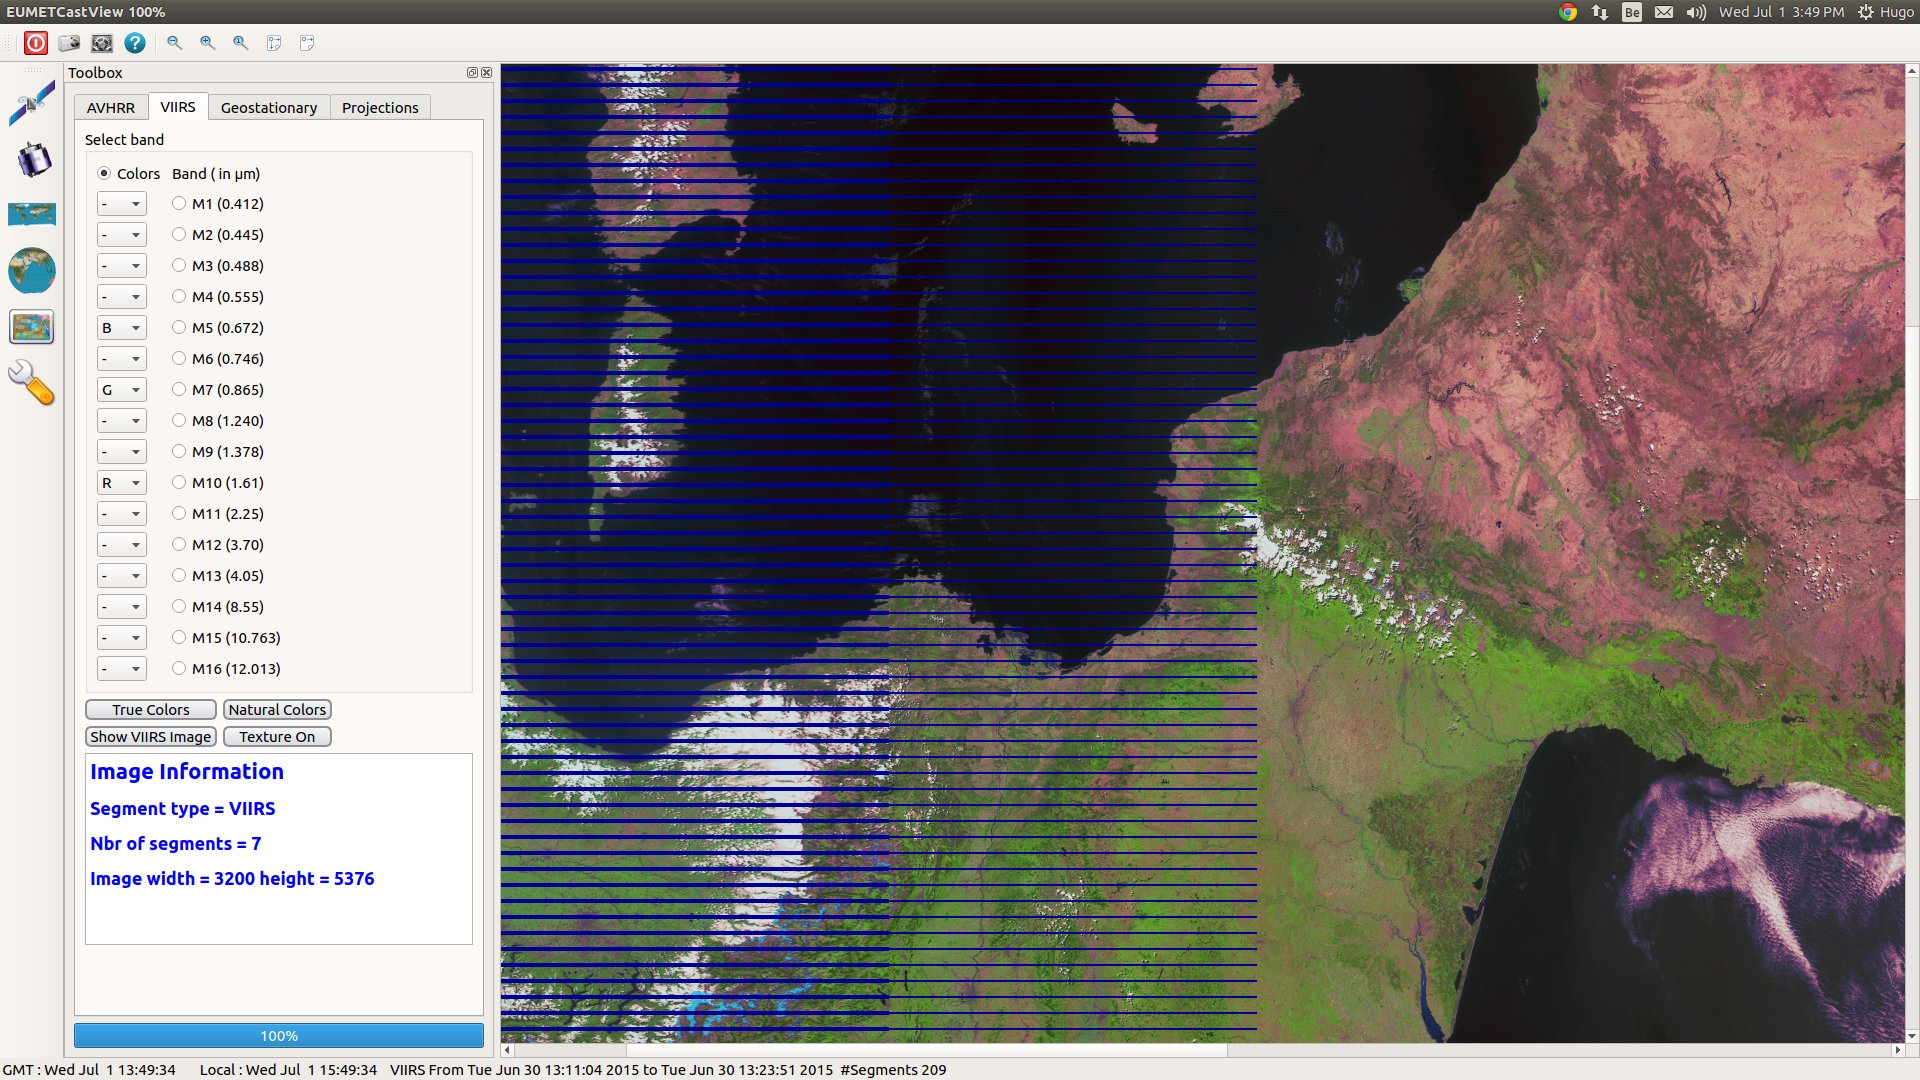 EUMETCastView 100%
Be
Wed Jul 1 3:49 PM
Hugo
Toolbox
AVHRR
VIIRS
Geostationary
Projections
Select band
Colors
Band ( in µm)
-
M1 (0.412)
-
M2 (0.445)
-
M3 (0.488)
-
M4 (0.555)
B
M5 (0.672)
-
M6 (0.746)
G
M7 (0.865)
-
M8 (1.240)
-
M9 (1.378)
R
M10 (1.61)
-
M11 (2.25)
-
M12 (3.70)
-
M13 (4.05)
-
M14 (8.55)
-
M15 (10.763)
-
M16 (12.013)
True Colors
Natural Colors
Show VIIRS Image
Texture On
Image Information
Segment type = VIIRS
Nbr of segments = 7
Image width = 3200 height = 5376
100%
GMT : Wed Jul 1 13:49:34
Local : Wed Jul 1 15:49:34
VIIRS From Tue Jun 30 13:11:04 2015 to Tue Jun 30 13:23:51 2015 #Segments 209